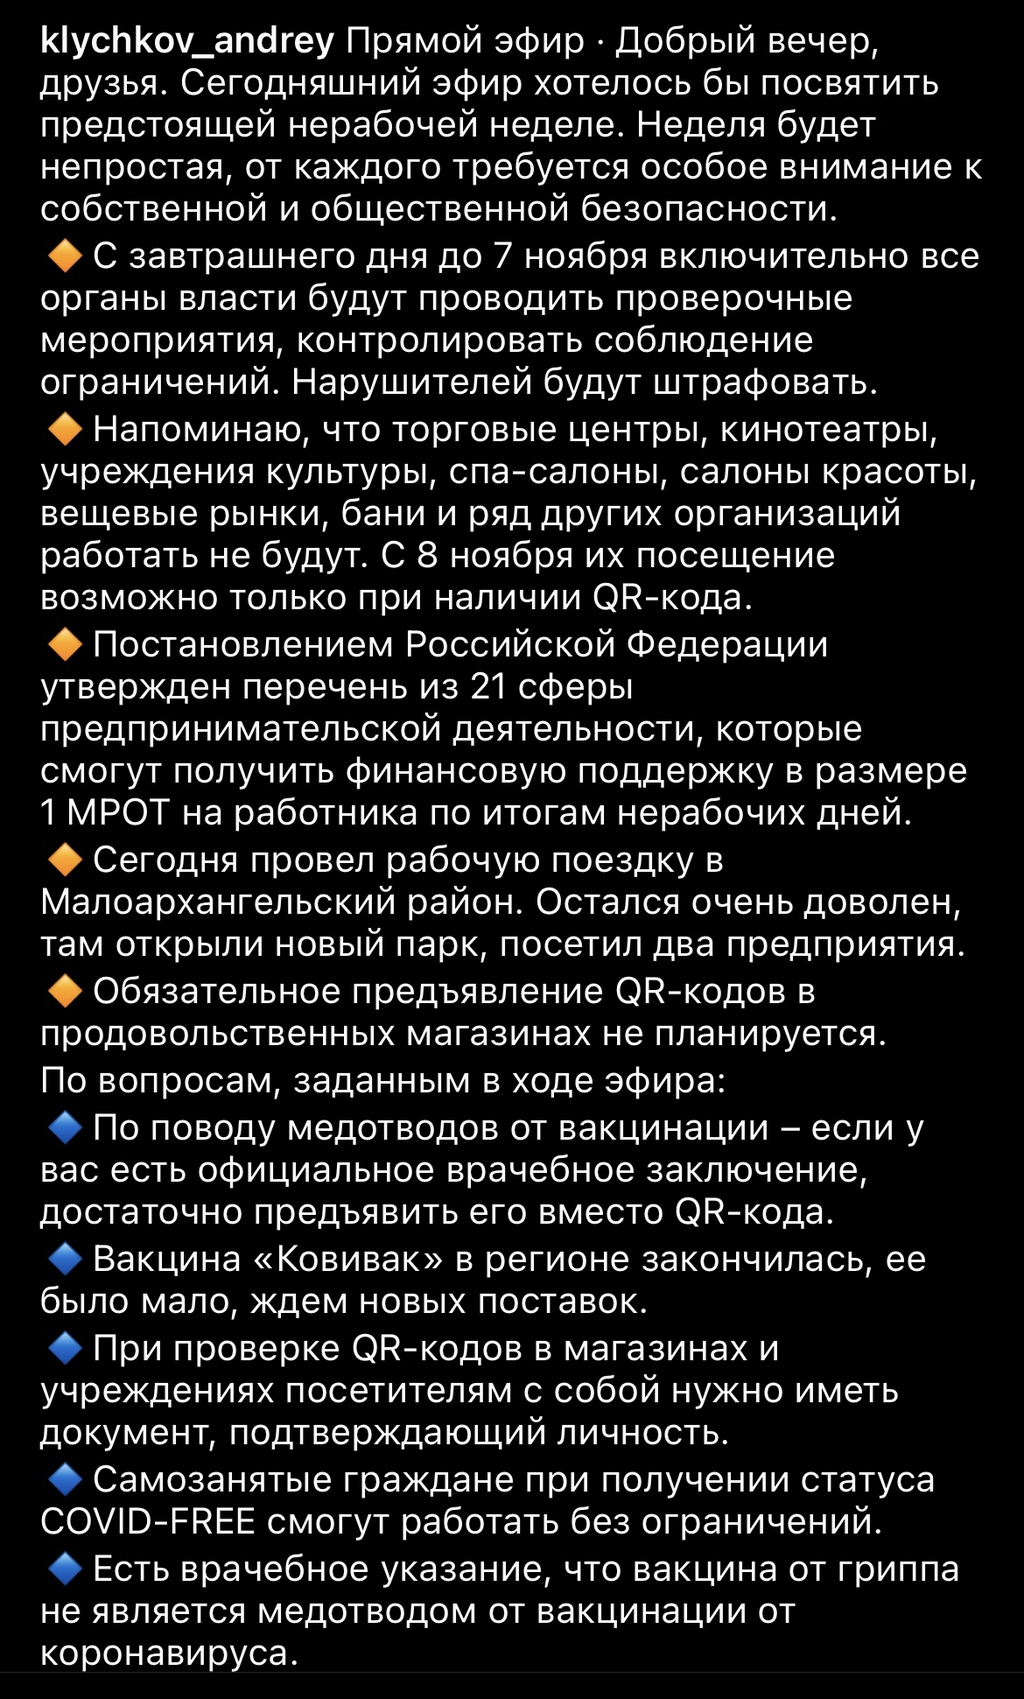 klychkov_andrey Прямой эфир · Добрый вечер,
друзья. Сегодняшний эфир хотелось бы посвятить
предстоящей нерабочей неделе. Неделя будет
непростая, от каждого требуется особое внимание к
собственной и общественной безопасности.
🔶 С завтрашнего дня до 7 ноября включительно все
органы власти будут проводить проверочные
мероприятия, контролировать соблюдение
ограничений. Нарушителей будут штрафовать.
🔶 Напоминаю, что торговые центры, кинотеатры,
учреждения культуры, спа-салоны, салоны красоты,
вещевые рынки, бани и ряд других организаций
работать не будут. С 8 ноября их посещение
возможно только при наличии QR-кода.
🔶 Постановлением Российской Федерации
утвержден перечень из 21 сферы
предпринимательской деятельности, которые
смогут получить финансовую поддержку в размере
1 МРОТ на работника по итогам нерабочих дней.
🔶 Сегодня провел рабочую поездку в
Малоархангельский район. Остался очень доволен,
там открыли новый парк, посетил два предприятия.
🔶 Обязательное предъявление QR-кодов в
продовольственных магазинах не планируется.
По вопросам, заданным в ходе эфира:
🔷 По поводу медотводов от вакцинации – если у
вас есть официальное врачебное заключение,
достаточно предъявить его вместо QR-кода.
🔷 Вакцина «Ковивак» в регионе закончилась, ее
было мало, ждем новых поставок.
🔷 При проверке QR-кодов в магазинах и
учреждениях посетителям с собой нужно иметь
документ, подтверждающий личность.
🔷 Самозанятые граждане при получении статуса
COVID-FREE смогут работать без ограничений.
🔷 Есть врачебное указание, что вакцина от гриппа
не является медотводом от вакцинации от
коронавируса.